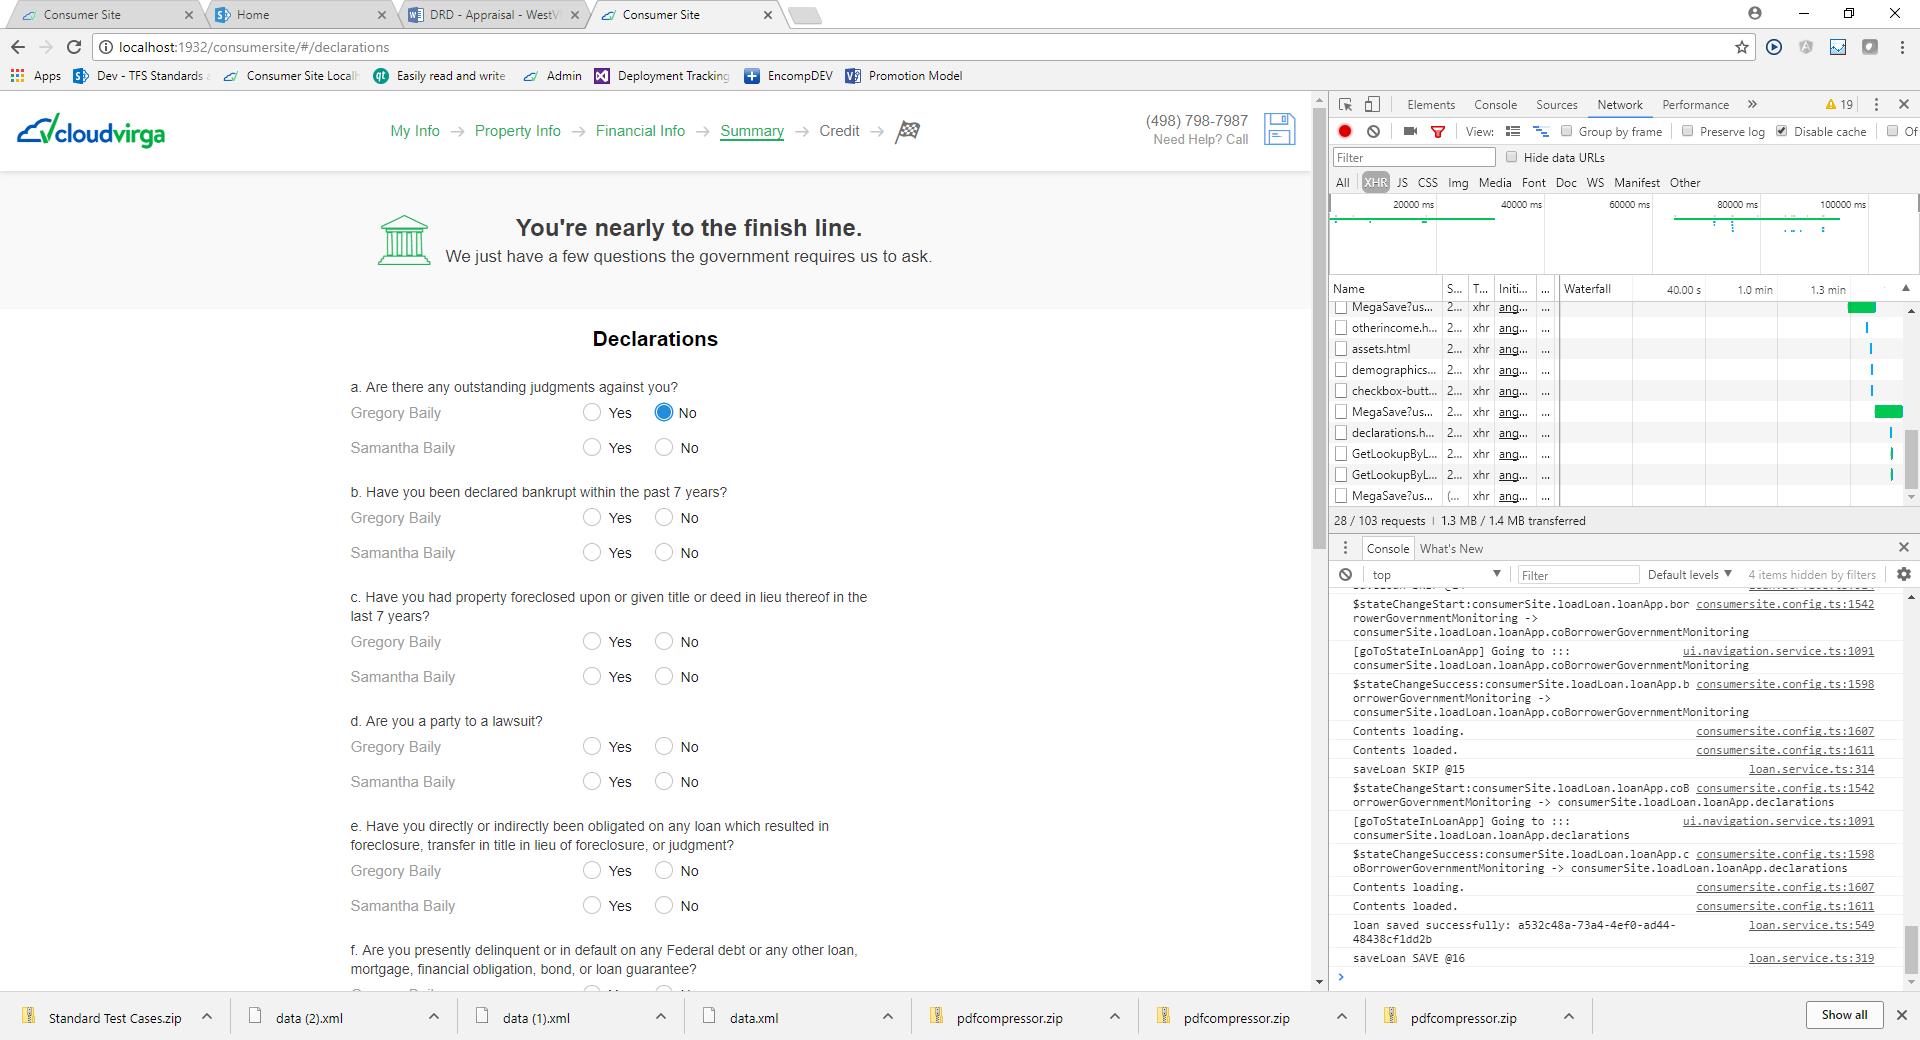 Consumer Site
Home
DRD - Appraisal - WestV
Consumer Site
localhost:1932/consumersite/#/declarations
Apps
Dev - TFS Standards
Consumer Site Local
Easily read and write
Admin
Deployment Tracking
EncompDEV
Promotion Model
cloudvirga
My Info
Property Info
Financial Info
Summary
Credit
(498) 798-7987
Need Help? Call
You're nearly to the finish line.
We just have a few questions the government requires us to ask.
Declarations
a. Are there any outstanding judgments against you?
Gregory Baily Yes No
Samantha Baily Yes No
b. Have you been declared bankrupt within the past 7 years?
Gregory Baily Yes No
Samantha Baily Yes No
c. Have you had property foreclosed upon or given title or deed in lieu thereof in the
last 7 years?
Gregory Baily Yes No
Samantha Baily Yes No
d. Are you a party to a lawsuit?
Gregory Baily Yes No
Samantha Baily Yes No
e. Have you directly or indirectly been obligated on any loan which resulted in
foreclosure, transfer in title in lieu of foreclosure, or judgment?
Gregory Baily Yes No
Samantha Baily Yes No
f. Are you presently delinquent or in default on any Federal debt or any other loan,
mortgage, financial obligation, bond, or loan guarantee?
Elements Console Sources Network Performance » 19
View: Group by frame Preserve log Disable cache Of
Filter Hide data URLs
All XHR JS CSS Img Media Font Doc WS Manifest Other
20000 ms 40000 ms 60000 ms 80000 ms 100000 ms
Name S... T... Initi... ... Waterfall 40.00 s 1.0 min 1.3 min
MegaSave?us... 2... xhr ang... ...
otherincome.h... 2... xhr ang... ...
assets.html 2... xhr ang... ...
demographics... 2... xhr ang... ...
checkbox-butt... 2... xhr ang... ...
MegaSave?us... 2... xhr ang... ...
declarations.h... 2... xhr ang... ...
GetLookupByL... 2... xhr ang... ...
GetLookupByL... 2... xhr ang... ...
MegaSave?us... (... xhr ang... ...
28 / 103 requests | 1.3 MB / 1.4 MB transferred
Console What's New
top Filter Default levels 4 items hidden by filters
$stateChangeStart:consumerSite.loadLoan.loanApp.bor consumersite.config.ts:1542
rowerGovernmentMonitoring ->
consumerSite.loadLoan.loanApp.coBorrowerGovernmentMonitoring
[goToStateInLoanApp] Going to ::: ui.navigation.service.ts:1091
consumerSite.loadLoan.loanApp.coBorrowerGovernmentMonitoring
$stateChangeSuccess:consumerSite.loadLoan.loanApp.b consumersite.config.ts:1598
orrowerGovernmentMonitoring ->
consumerSite.loadLoan.loanApp.coBorrowerGovernmentMonitoring
Contents loading. consumersite.config.ts:1607
Contents loaded. consumersite.config.ts:1611
saveLoan SKIP @15 loan.service.ts:314
$stateChangeStart:consumerSite.loadLoan.loanApp.coB consumersite.config.ts:1542
orrowerGovernmentMonitoring -> consumerSite.loadLoan.loanApp.declarations
[goToStateInLoanApp] Going to ::: ui.navigation.service.ts:1091
consumerSite.loadLoan.loanApp.declarations
$stateChangeSuccess:consumerSite.loadLoan.loanApp.c consumersite.config.ts:1598
oBorrowerGovernmentMonitoring -> consumerSite.loadLoan.loanApp.declarations
Contents loading. consumersite.config.ts:1607
Contents loaded. consumersite.config.ts:1611
loan saved successfully: a532c48a-73a4-4ef0-ad44- loan.service.ts:549
48438cf1dd2b
saveLoan SAVE @16 loan.service.ts:319
Standard Test Cases.zip
data (2).xml
data (1).xml
data.xml
pdfcompressor.zip
pdfcompressor.zip
pdfcompressor.zip
Show all